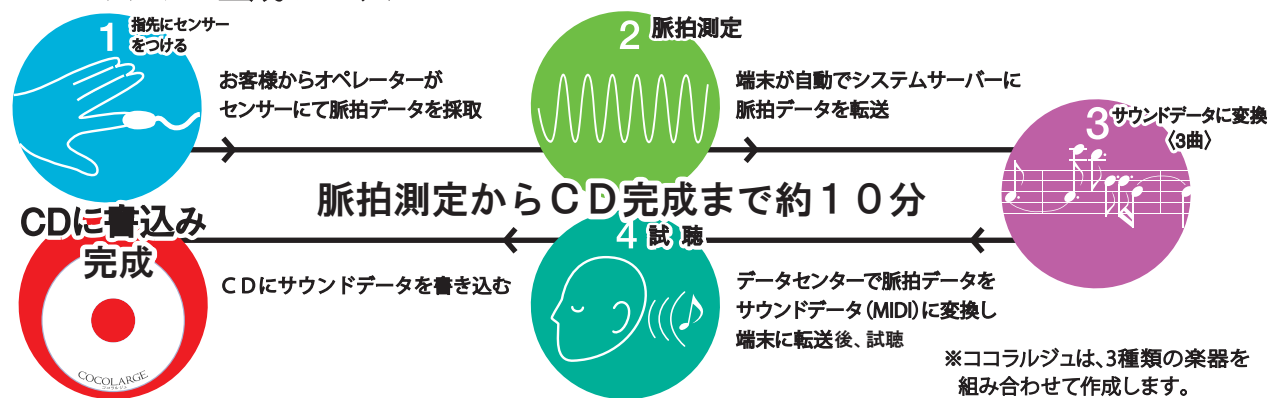 1 指先にセンサー
をつける
お客様からオペレーターが
センサーにて脈拍データを採取
2 脈拍測定
端末が自動でシステムサーバーに
脈拍データを転送
3 サウンドデータに変換
〈3曲〉
脈拍測定からCD完成まで約10分
4 試聴
データセンターで脈拍データを
サウンドデータ(MIDI)に変換し
端末に転送後、試聴
CDにサウンドデータを書き込む
CDに書込み
完成
COCOLARGE
ココラルジュ
※ココラルジュは、3種類の楽器を
組み合わせて作成します。